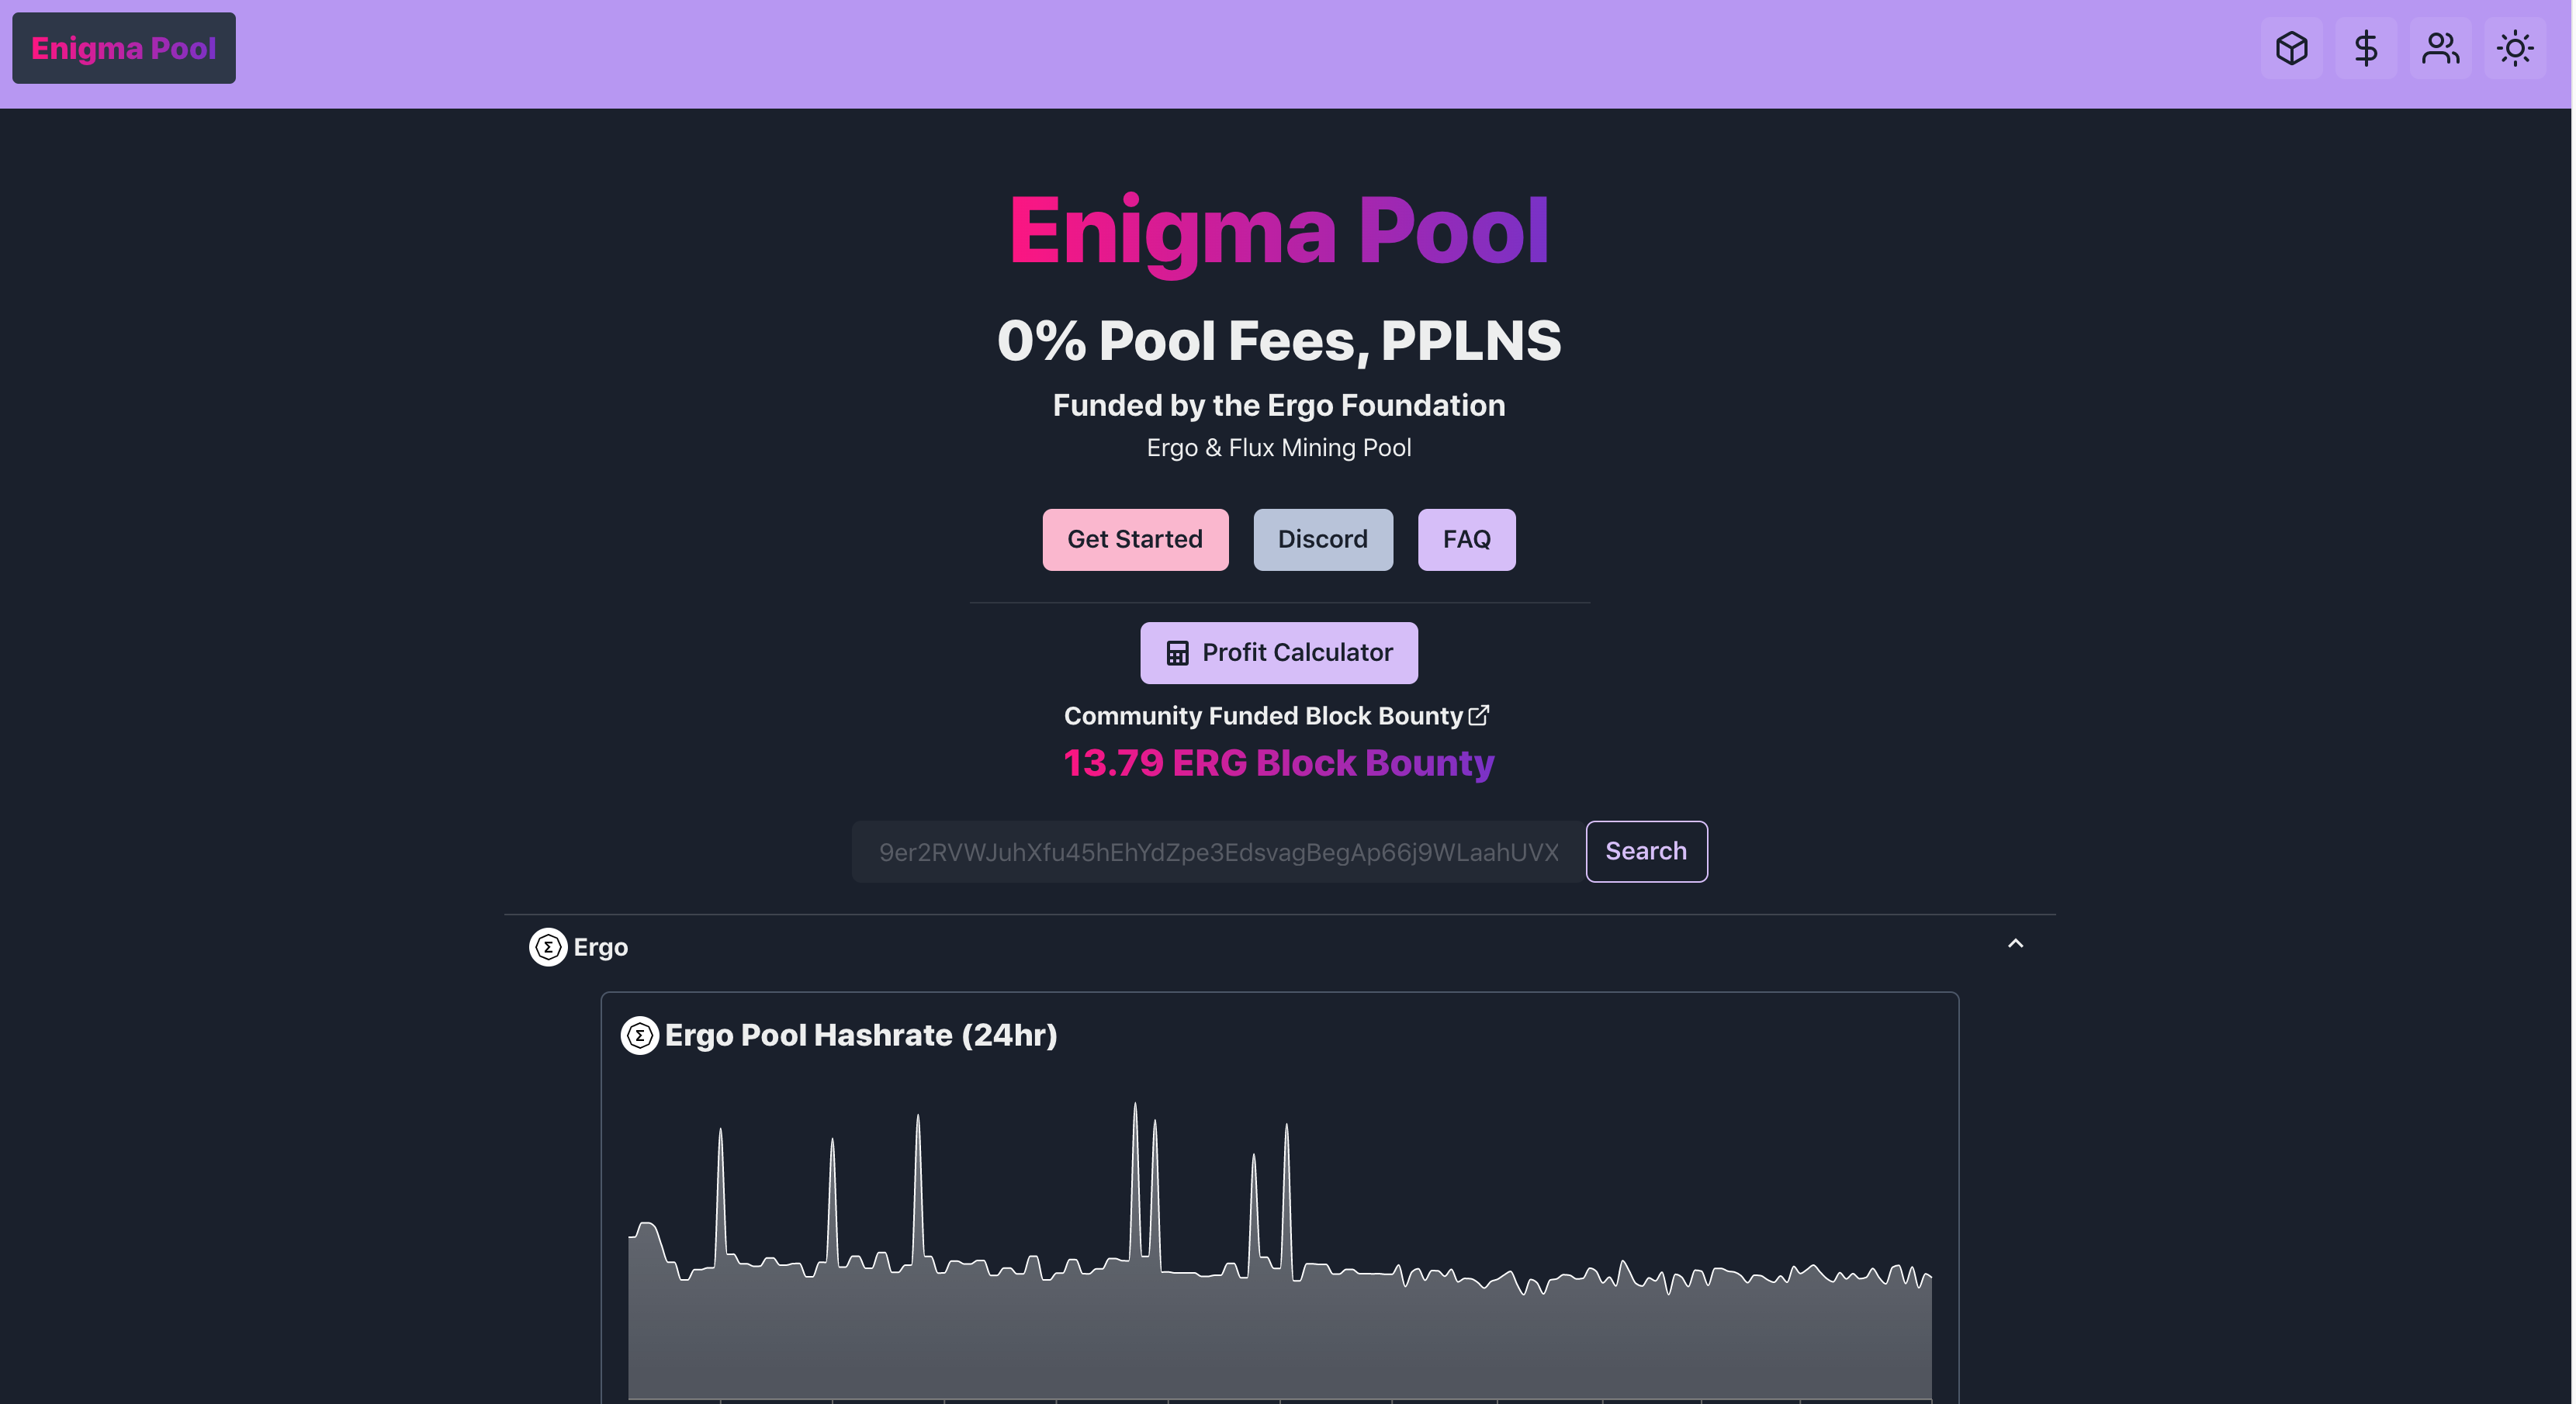 Enigma Pool
Enigma Pool
0% Pool Fees, PPLNS
Funded by the Ergo Foundation
Ergo & Flux Mining Pool
Get Started
Discord
FAQ
Profit Calculator
Community Funded Block Bounty
13.79 ERG Block Bounty
9er2RVWJuhXfu45hEhYdZpe3EdsvagBegAp66j9WLaahUVX
Search
Σ Ergo
Σ Ergo Pool Hashrate (24hr)